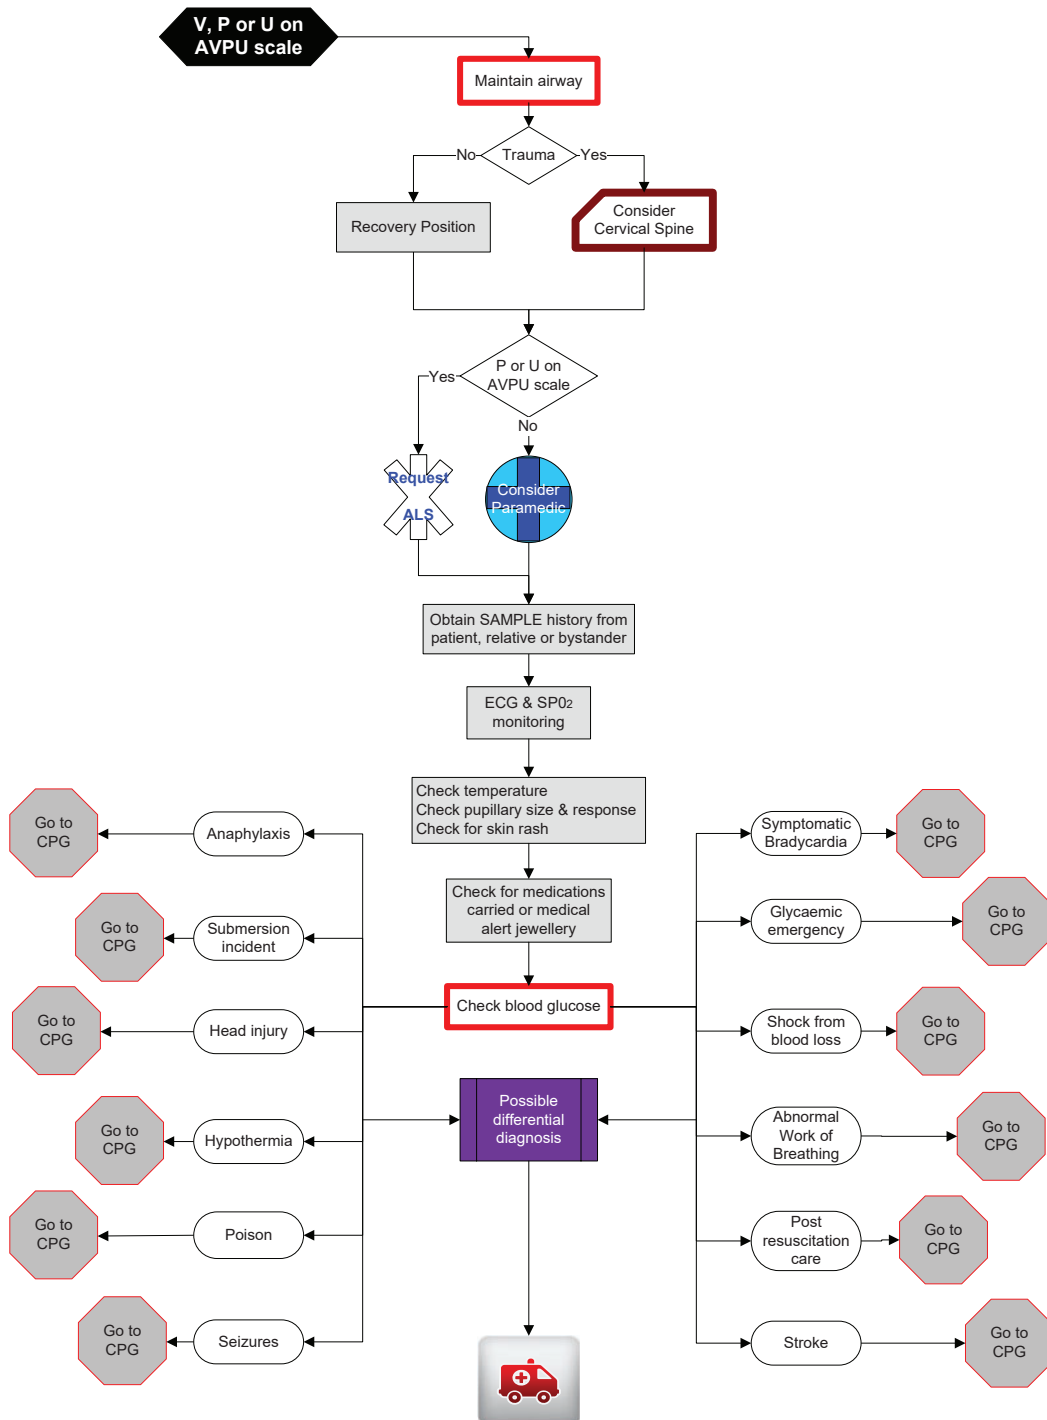 V, P or U on
AVPU scale
Maintain airway
No
Trauma
Yes
Recovery Position
Consider
Cervical Spine
Yes
P or U on
AVPU scale
No
Request
ALS
Consider
Paramedic
Obtain SAMPLE history from
patient, relative or bystander
ECG & SP02
monitoring
Check temperature
Check pupillary size & response
Check for skin rash
Check for medications
carried or medical
alert jewellery
Check blood glucose
Possible
differential
diagnosis
Go to
CPG
Anaphylaxis
Go to
CPG
Submersion
incident
Go to
CPG
Head injury
Go to
CPG
Hypothermia
Go to
CPG
Poison
Go to
CPG
Seizures
Symptomatic
Bradycardia
Go to
CPG
Glycaemic
emergency
Go to
CPG
Shock from
blood loss
Go to
CPG
Abnormal
Work of
Breathing
Go to
CPG
Post
resuscitation
care
Go to
CPG
Stroke
Go to
CPG